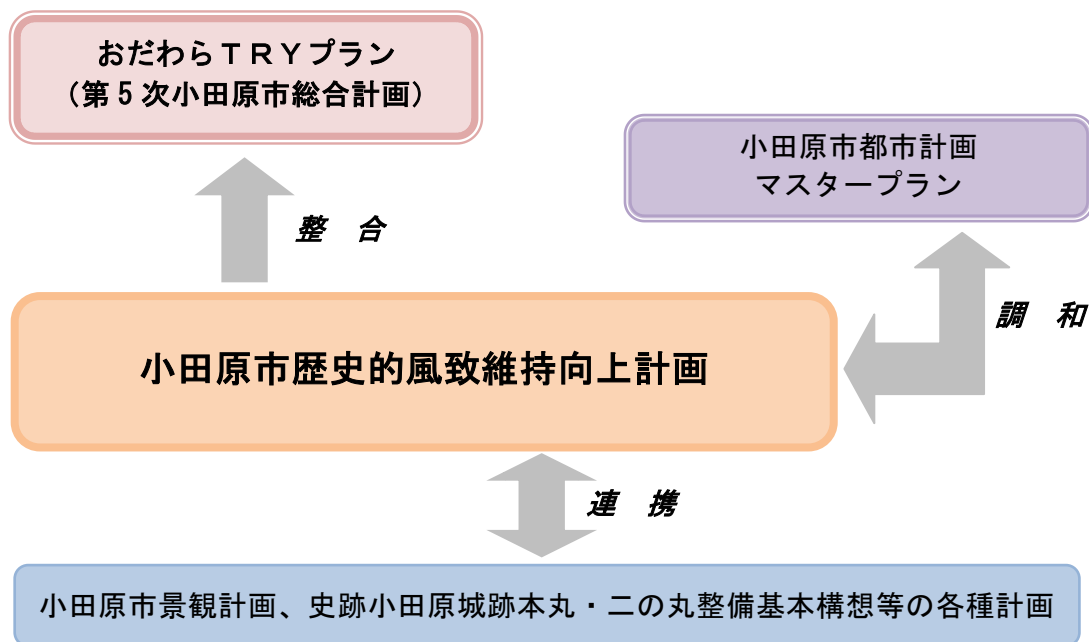 おだわらＴＲＹプラン
（第５次小田原市総合計画）
小田原市都市計画
マスタープラン
整　合
調　和
小田原市歴史的風致維持向上計画
連　携
小田原市景観計画、史跡小田原城跡本丸・二の丸整備基本構想等の各種計画